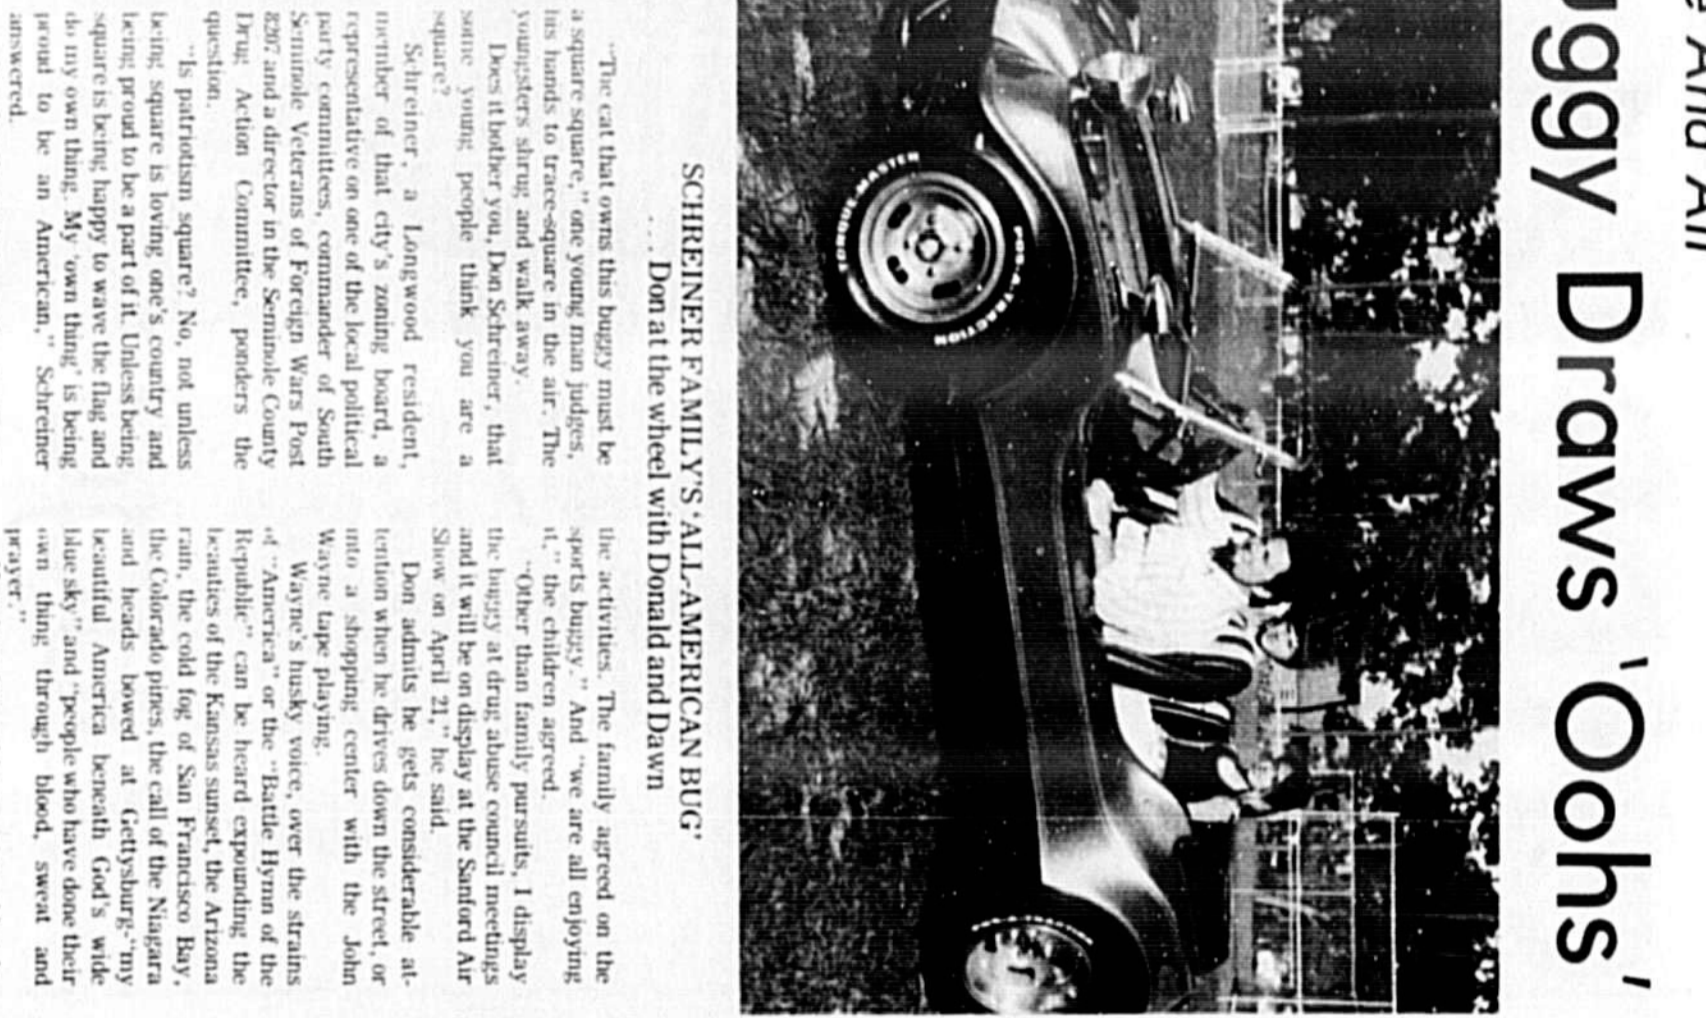 e And Air
uggy Draws 'Oohs'
TORQUE-MASTER
POS-A-TRACTION
SCHREINER FAMILY'S 'ALL-AMERICAN BUG'
. . . . Don at the wheel with Donald and Dawn
"The cat that owns this buggy must be
a square square," one young man judges,
his hands to trace-square in the air. The
youngsters shrug and walk away.
Does it bother you, Don Schreiner, that
some young people think you are a
square?
Schreiner, a Longwood resident,
member of that city's zoning board, a
representative on one of the local political
party committees, commander of South
Seminole Veterans of Foreign Wars Post
8207 and a director in the Seminole County
Drug Action Committee, ponders the
question.
"Is patriotism square? No, not unless
being square is loving one's country and
being proud to be a part of it. Unless being
square is being happy to wave the flag and
do my own thing. My 'own thing' is being
proud to be an American," Schreiner
answered.
the activities. The family agreed on the
sports buggy." And "we are all enjoying
it," the children agreed.
"Other than family pursuits, I display
the buggy at drug abuse council meetings
and it will be on display at the Sanford Air
Show on April 21," he said.
Don admits he gets considerable at-
tention when he drives down the street, or
into a shopping center with the John
Wayne tape playing.
Wayne's husky voice, over the strains
of "America" or the "Battle Hymn of the
Republic" can be heard expounding the
beauties of the Kansas sunset, the Arizona
rain, the cold fog of San Francisco Bay,
the Colorado pines, the call of the Niagara
and heads bowed at Gettysburg-"my
beautiful America beneath God's wide
blue sky" and "people who have done their
own thing through blood, sweat and
prayer."